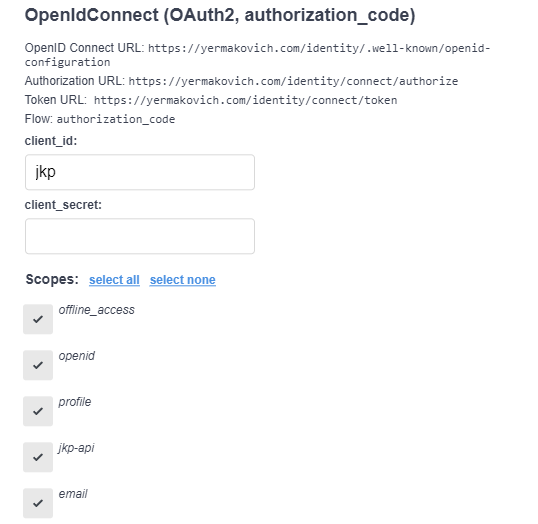 OpenIdConnect (OAuth2, authorization_code)
OpenID Connect URL: https://yermakovich.com/identity/.well-known/openid-
configuration
Authorization URL: https://yermakovich.com/identity/connect/authorize
Token URL: https://yermakovich.com/identity/connect/token
Flow: authorization_code
client_id:
jkp
client_secret:
Scopes: select all select none
offline_access
openid
profile
jkp-api
email